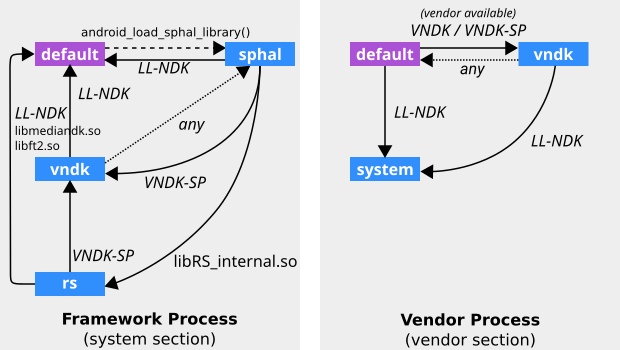 android_load_sphal_library()
default
sphal
LL-NDK
LL-NDK
LL-NDK
libmediandk.so
libft2.so
any
vndk
VNDK-SP
VNDK-SP
libRS_internal.so
rs
Framework Process
(system section)
(vendor available)
VNDK / VNDK-SP
default
vndk
any
LL-NDK
LL-NDK
system
Vendor Process
(vendor section)